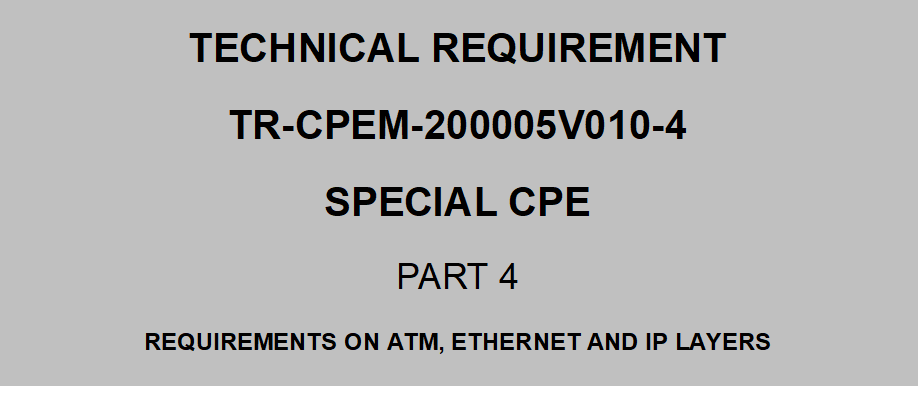 TECHNICAL REQUIREMENT
TR-CPEM-200005V010-4
SPECIAL CPE
PART 4
REQUIREMENTS ON ATM, ETHERNET AND IP LAYERS